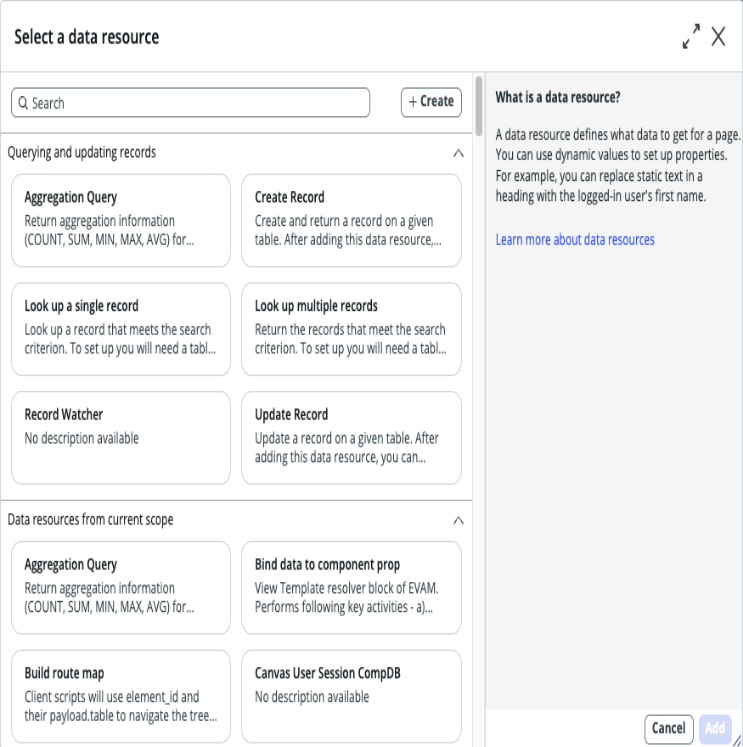 Select a data resource
Search
+ Create
Querying and updating records
Aggregation Query
Return aggregation information
(COUNT, SUM, MIN, MAX, AVG) for...
Create Record
Create and return a record on a given
table. After adding this data resource,...
Look up a single record
Look up a record that meets the search
criterion. To set up you will need a tabl...
Look up multiple records
Return the records that meet the search
criterion. To set up you will need a tabl...
Record Watcher
No description available
Update Record
Update a record on a given table. After
adding this data resource, you can...
Data resources from current scope
Aggregation Query
Return aggregation information
(COUNT, SUM, MIN, MAX, AVG) for...
Bind data to component prop
View Template resolver block of EVAM.
Performs following key activities - a)...
Build route map
Client scripts will use element_id and
their payload.table to navigate the tree...
Canvas User Session CompDB
No description available
What is a data resource?
A data resource defines what data to get for a page.
You can use dynamic values to set up properties.
For example, you can replace static text in a
heading with the logged-in user's first name.
Learn more about data resources
Cancel
Add